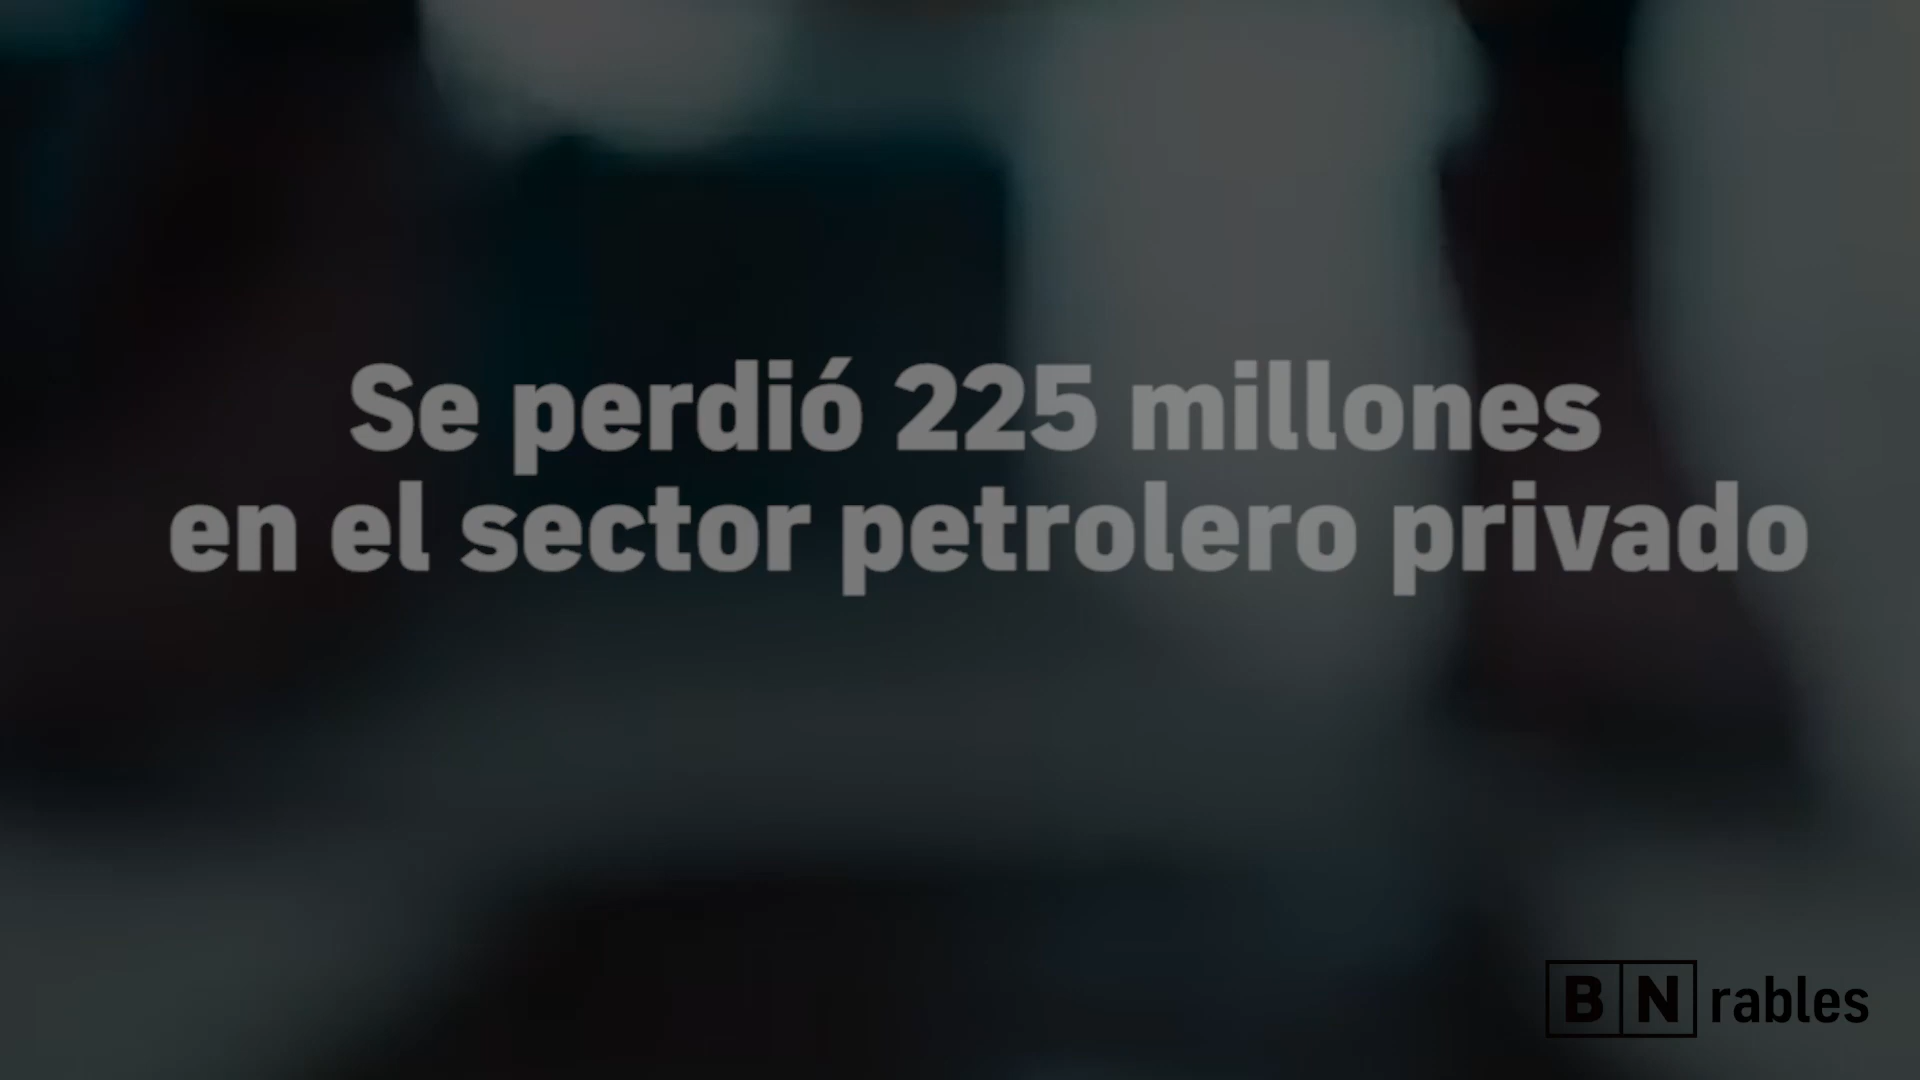 Se perdió 225 millones
en el sector petrolero privado
BN rables